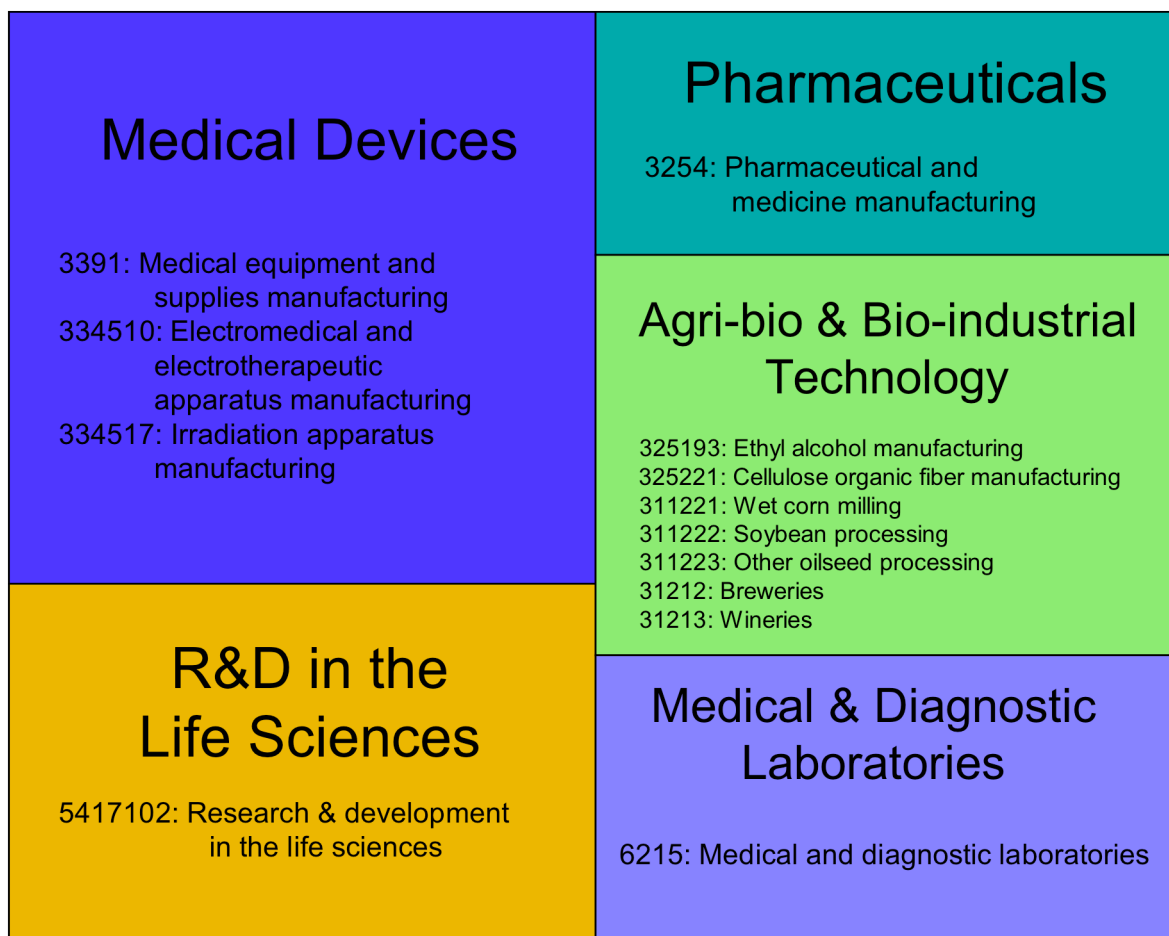 Medical Devices
3391: Medical equipment and
supplies manufacturing
334510: Electromedical and
electrotherapeutic
apparatus manufacturing
334517: Irradiation apparatus
manufacturing
R&D in the
Life Sciences
5417102: Research & development
in the life sciences
Pharmaceuticals
3254: Pharmaceutical and
medicine manufacturing
Agri-bio & Bio-industrial
Technology
325193: Ethyl alcohol manufacturing
325221: Cellulose organic fiber manufacturing
311221: Wet corn milling
311222: Soybean processing
311223: Other oilseed processing
31212: Breweries
31213: Wineries
Medical & Diagnostic
Laboratories
6215: Medical and diagnostic laboratories